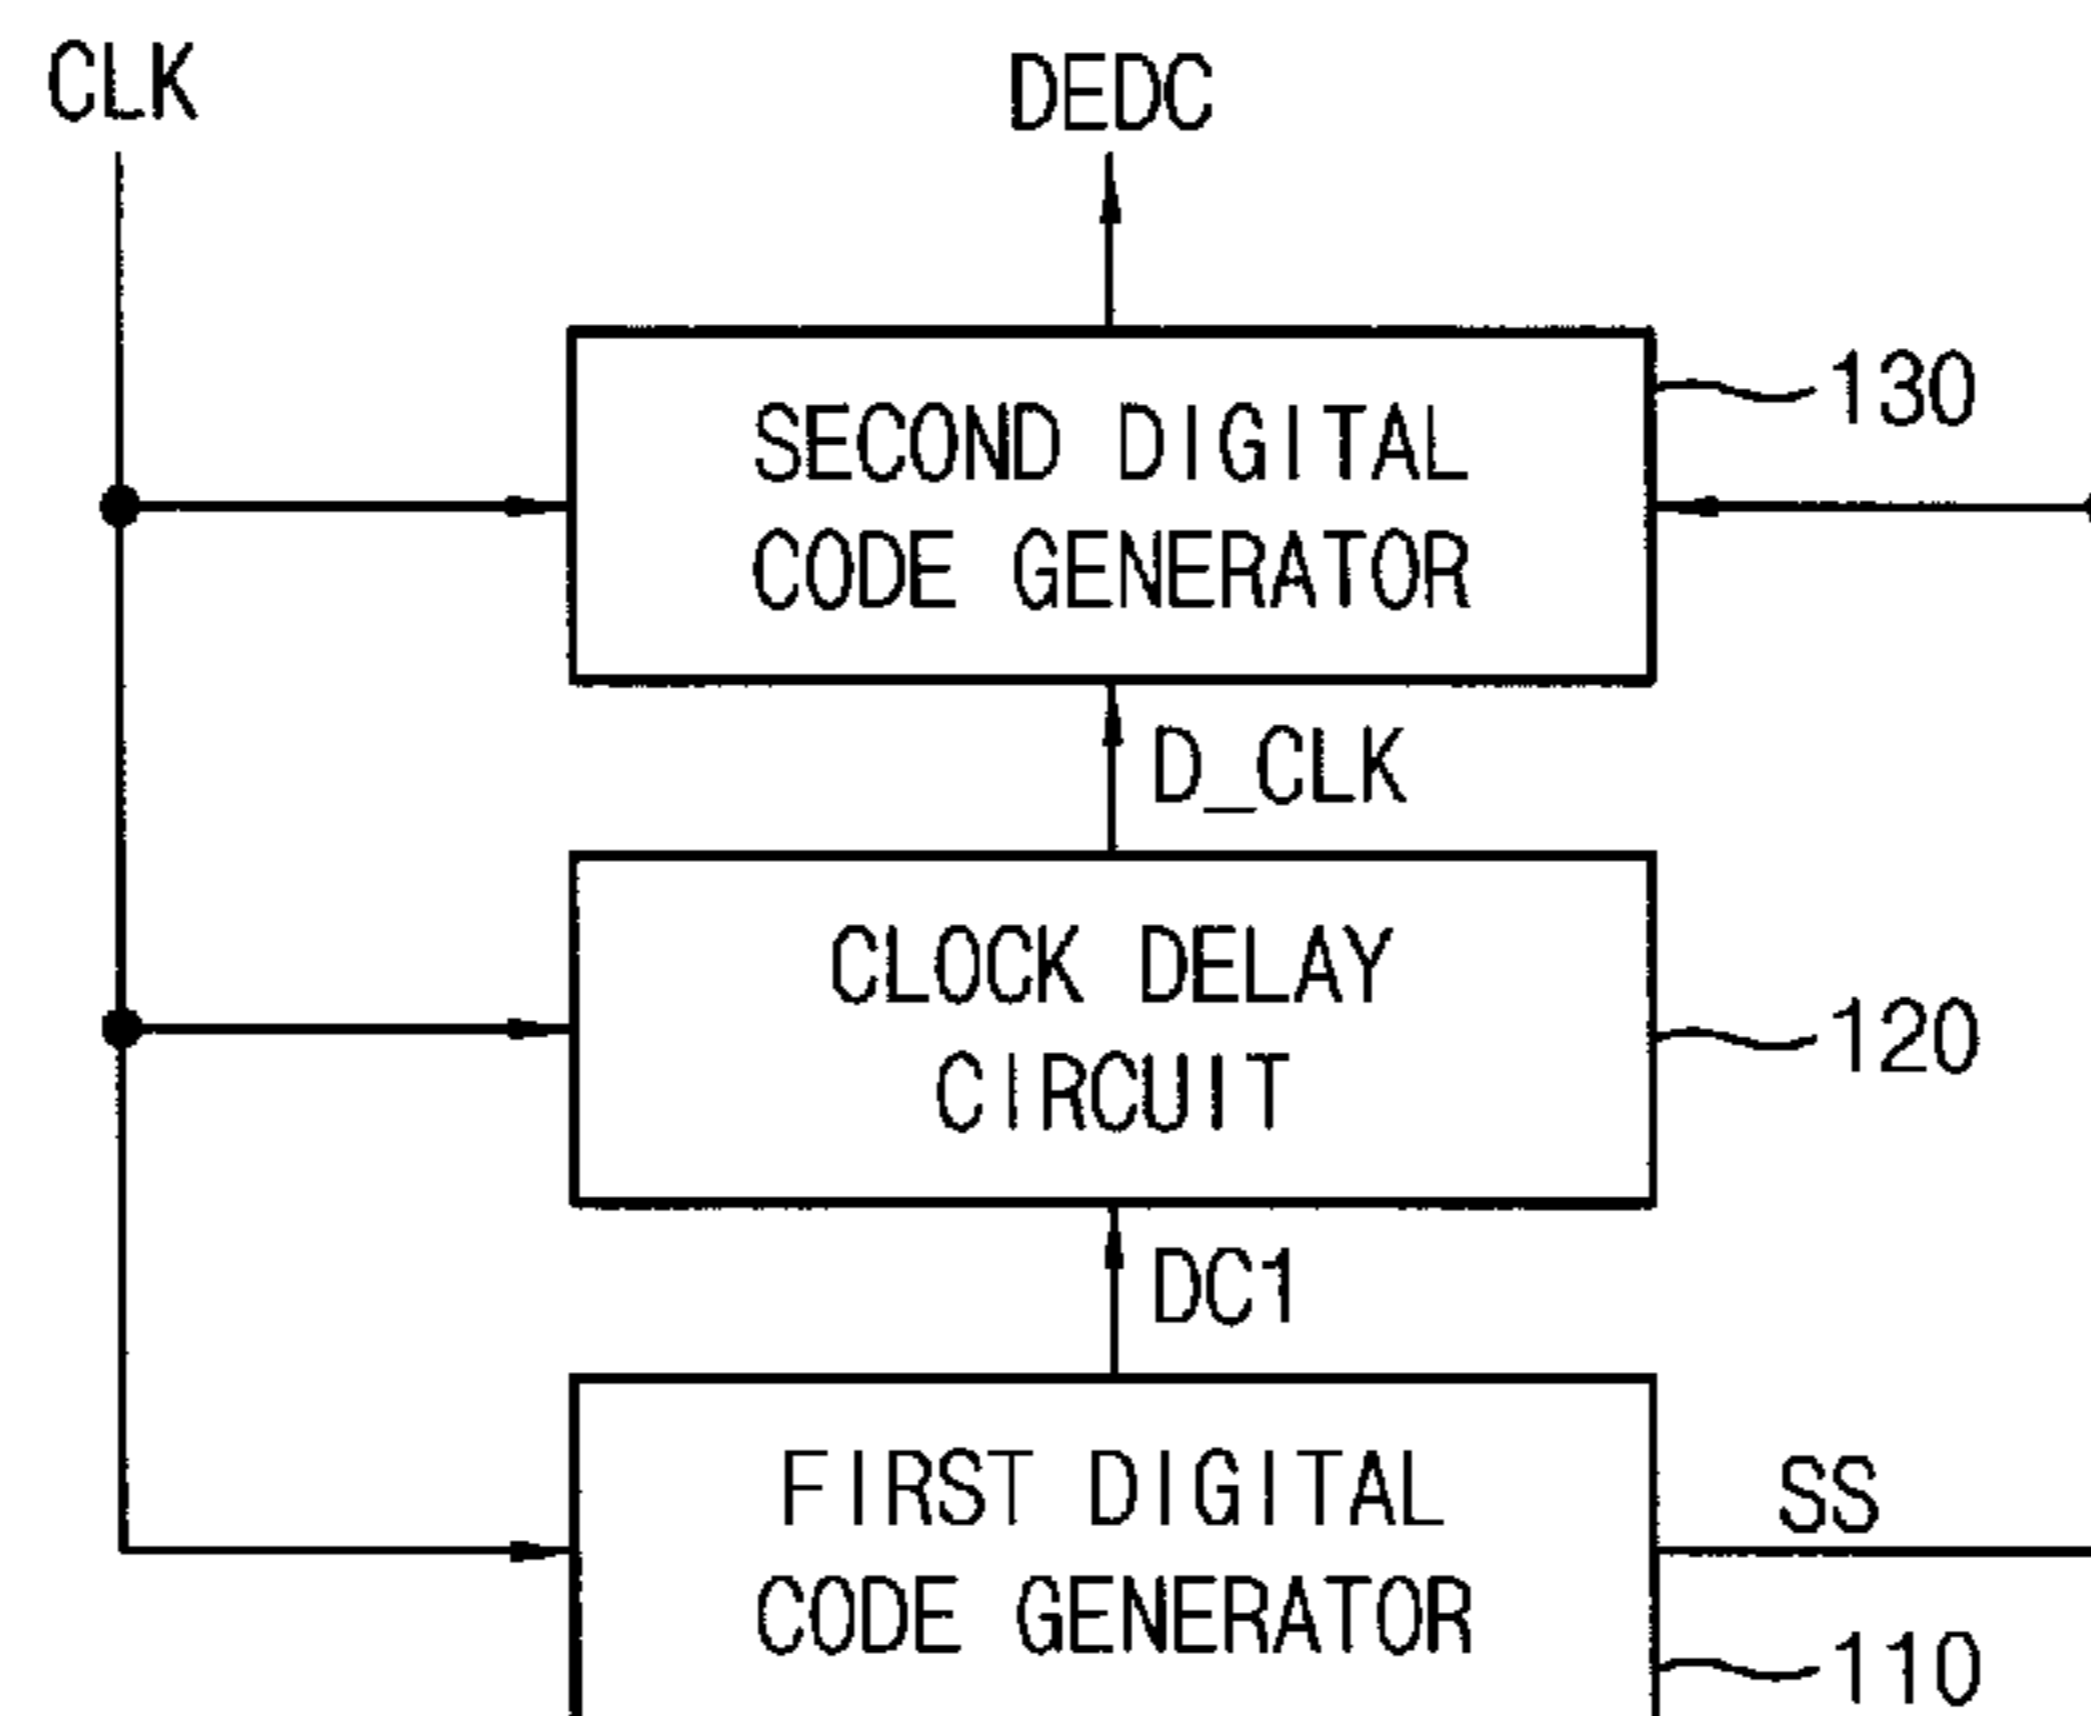 CLK
DEDC
130
SECOND DIGITAL
CODE GENERATOR
D_CLK
CLOCK DELAY
CIRCUIT
120
DC1
FIRST DIGITAL
CODE GENERATOR
SS
110